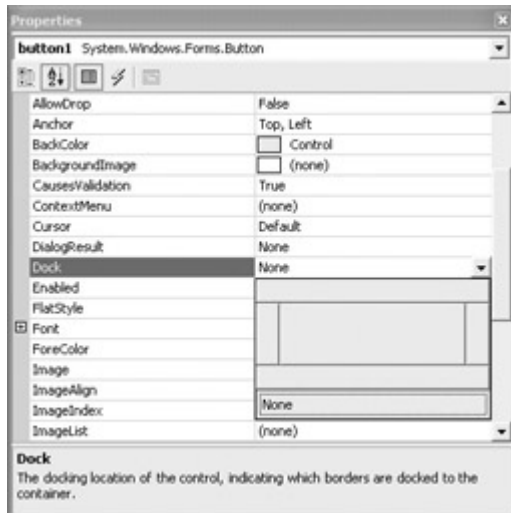 Properties
button1 System.Windows.Forms.Button
AllowDrop False
Anchor Top, Left
BackColor Control
BackgroundImage (none)
CausesValidation True
ContextMenu (none)
Cursor Default
DialogResult None
Dock None
Enabled
FlatStyle
Font
ForeColor
Image
ImageAlign
ImageIndex
None
ImageList (none)
Dock
The docking location of the control, indicating which borders are docked to the
container.